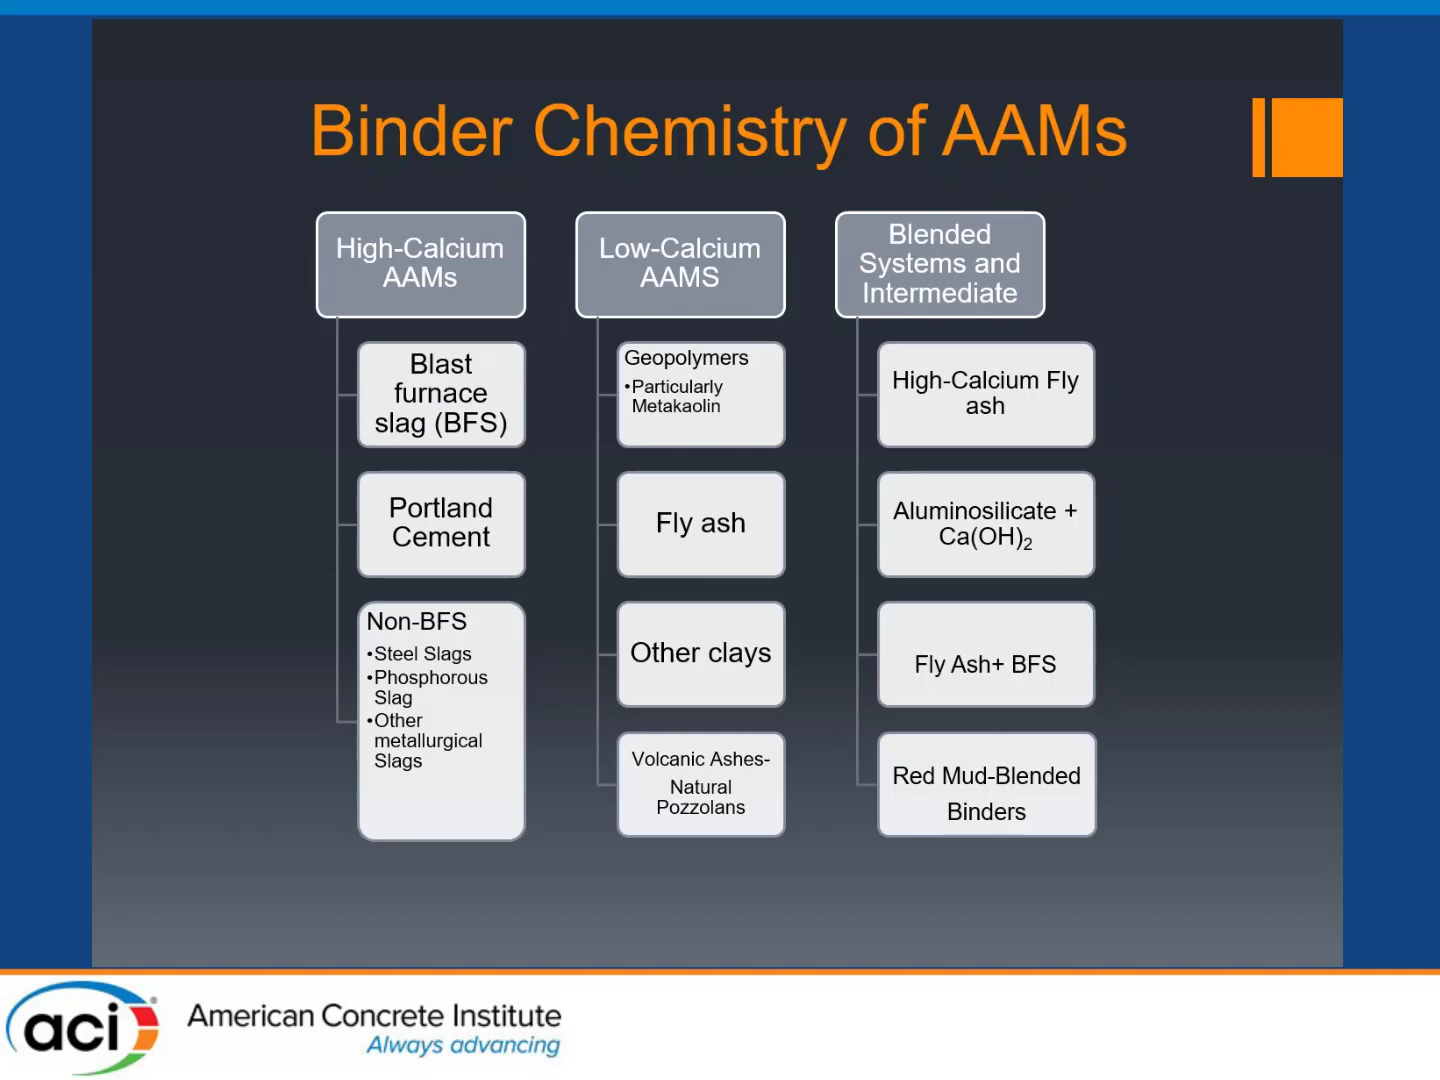 Binder Chemistry of AAMs
High-Calcium
AAMs
Blast
furnace
slag (BFS)
Portland
Cement
Non-BFS
•Steel Slags
•Phosphorous
Slag
•Other
metallurgical
Slags
Low-Calcium
AAMS
Geopolymers
•Particularly
Metakaolin
Fly ash
Other clays
Volcanic Ashes-
Natural
Pozzolans
Blended
Systems and
Intermediate
High-Calcium Fly
ash
Aluminosilicate +
Ca(OH)₂
Fly Ash+ BFS
Red Mud-Blended
Binders
aci®
American Concrete Institute
Always advancing